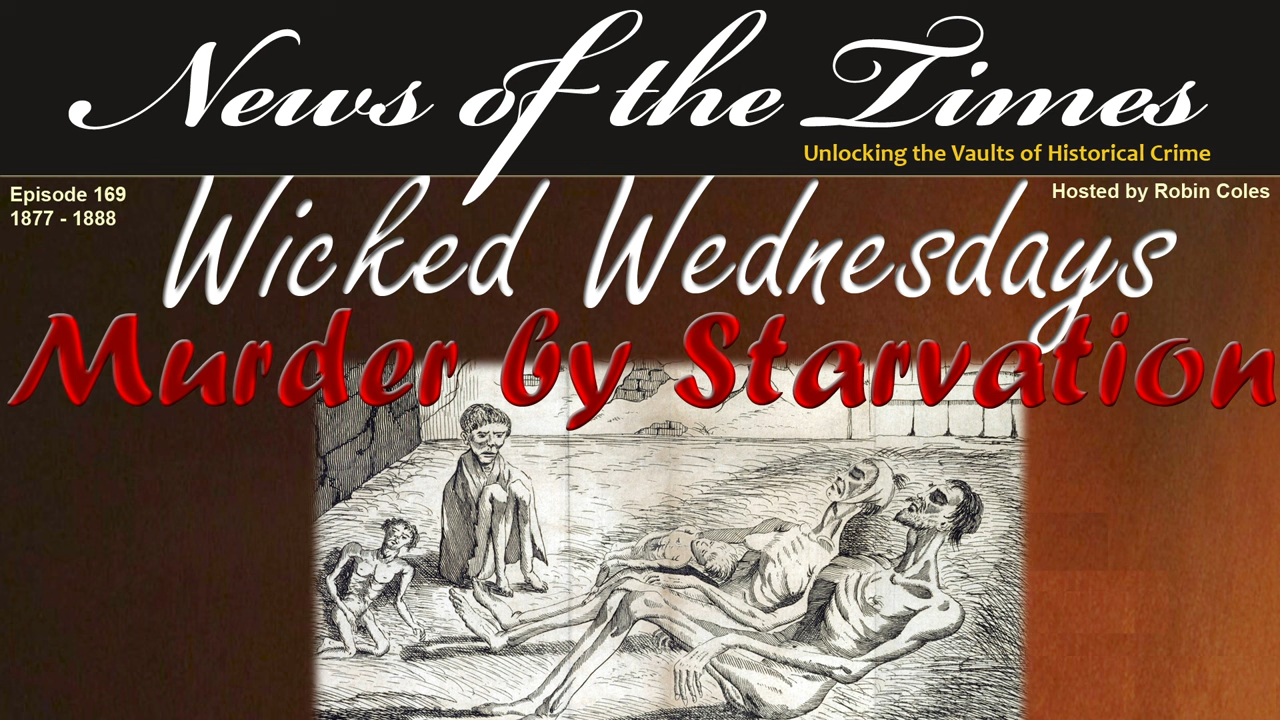 News of the Times
Unlocking the Vaults of Historical Crime
Episode 169
1877 - 1888
Hosted by Robin Coles
Wicked Wednesdays
Murder by Starvation